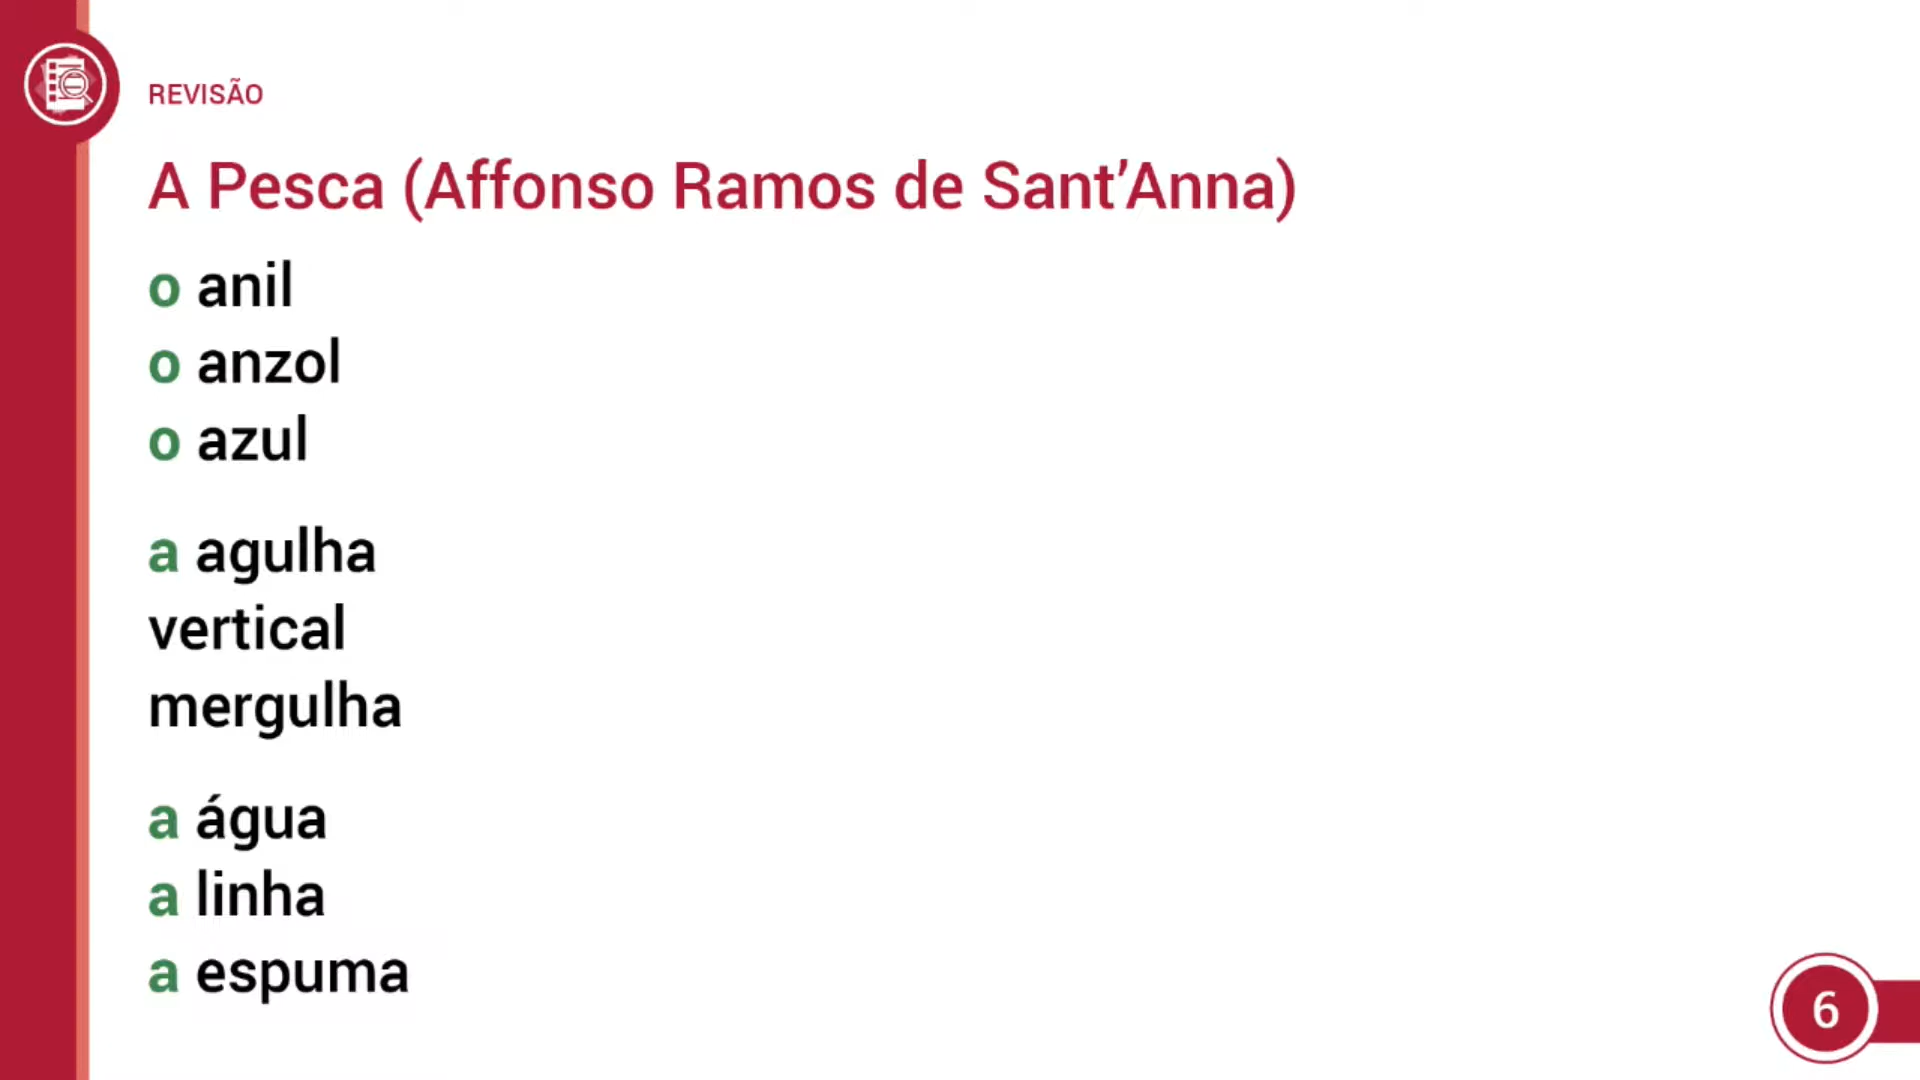 REVISÃO
A Pesca (Affonso Ramos de Sant’Anna)
o anil
o anzol
o azul
a agulha
vertical
mergulha
a água
a linha
a espuma
6